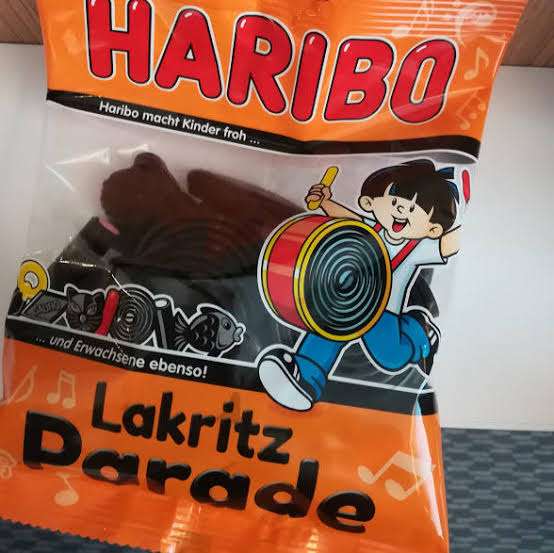 HARIBO
Haribo macht Kinder froh ...
... und Erwachsene ebenso!
Lakritz
Parade